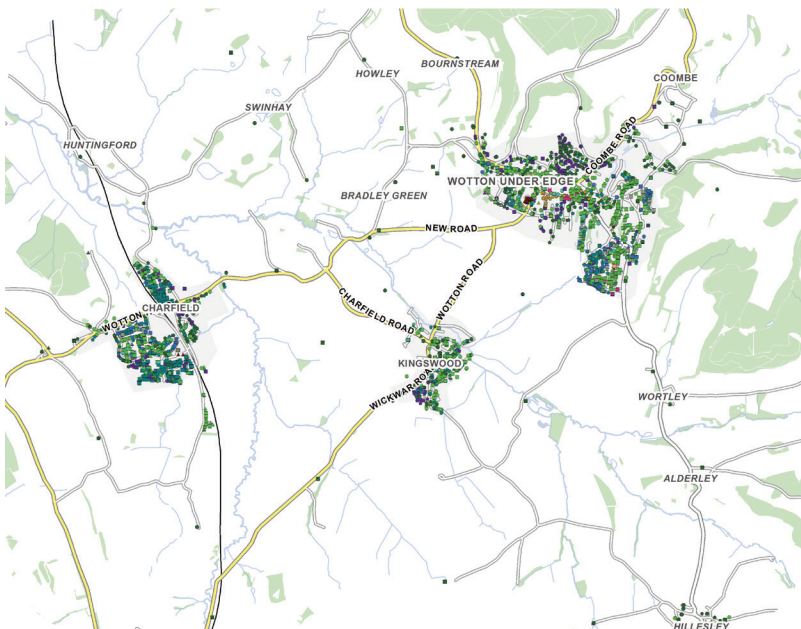 BOURNSTREAM
HOWLEY
COOMBE
SWINHAY
HUNTINGFORD
COOMBE ROAD
WOTTON UNDER EDGE
BRADLEY GREEN
NEW ROAD
WOTTON ROAD
CHARFIELD
WOTTON
CHARFIELD ROAD
KINGSWOOD
WICKWAR ROAD
WORTLEY
ALDERLEY
HILLESLEY